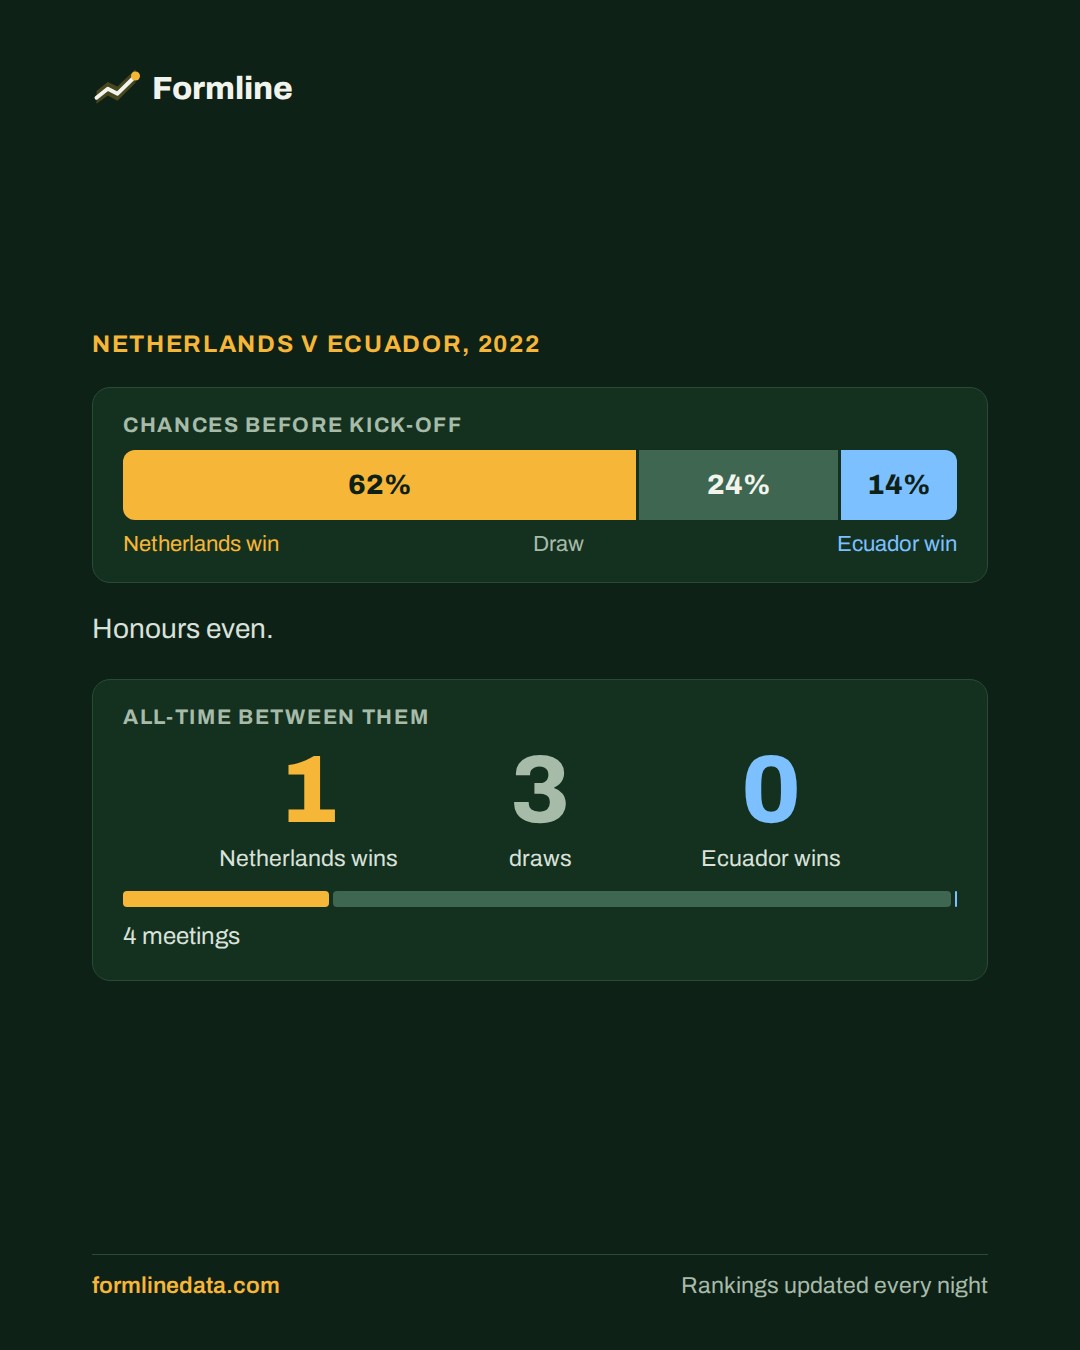 Formline
NETHERLANDS V ECUADOR, 2022
CHANCES BEFORE KICK-OFF
62% 24% 14%
Netherlands win Draw Ecuador win
Honours even.
ALL-TIME BETWEEN THEM
1 3 0
Netherlands wins draws Ecuador wins
4 meetings
formlinedata.com Rankings updated every night